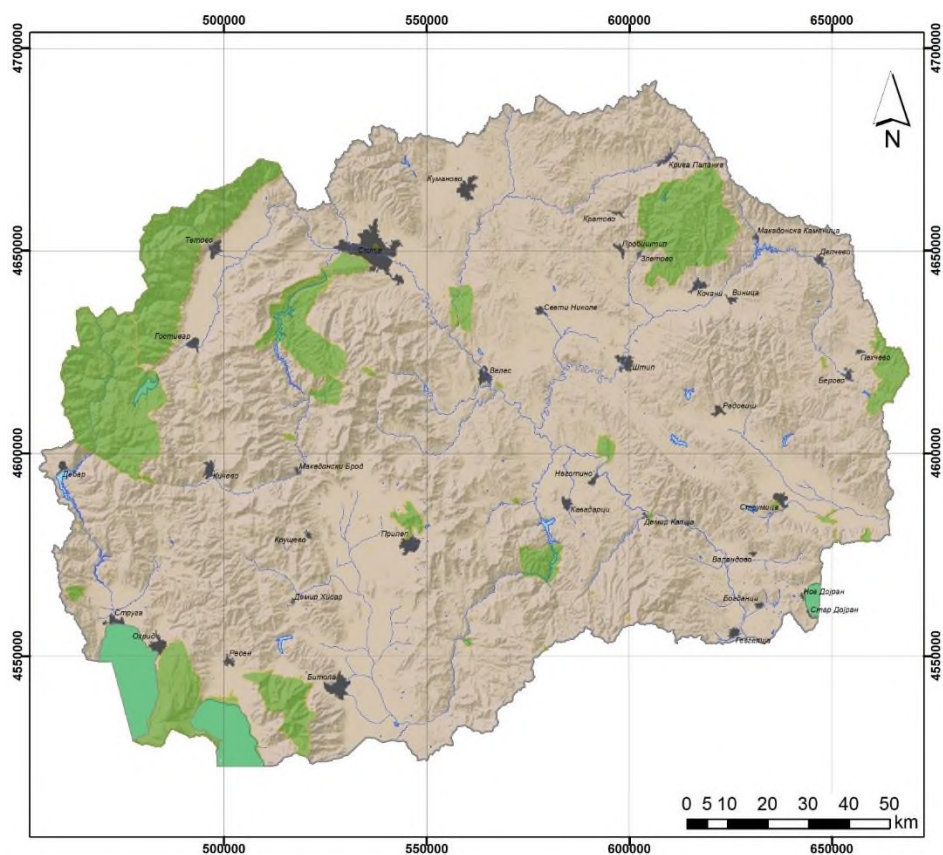 500000 550000 600000 650000
4700000 4700000
N
Крива Паланка
Куманово
Кратово
Македонска Каменица
Тетово
Пробиштип
Скопје
Злетово
Делчево
Кочани
Виница
Свети Николе
Гостивар
Пехчево
Штип
Велес
Берово
Радовиш
4650000 4650000
4600000 4600000
Дебар
Кичево
Македонски Брод
Неготино
Кавадарци
Струмица
Демир Капија
Крушево
Прилеп
Валандово
Демир Хисар
Нов Дојран
Богданци
Стар Дојран
Струга
Охрид
Гевгелија
Ресен
4550000 4550000
Битола
0 5 10 20 30 40 50
km
500000 550000 600000 650000